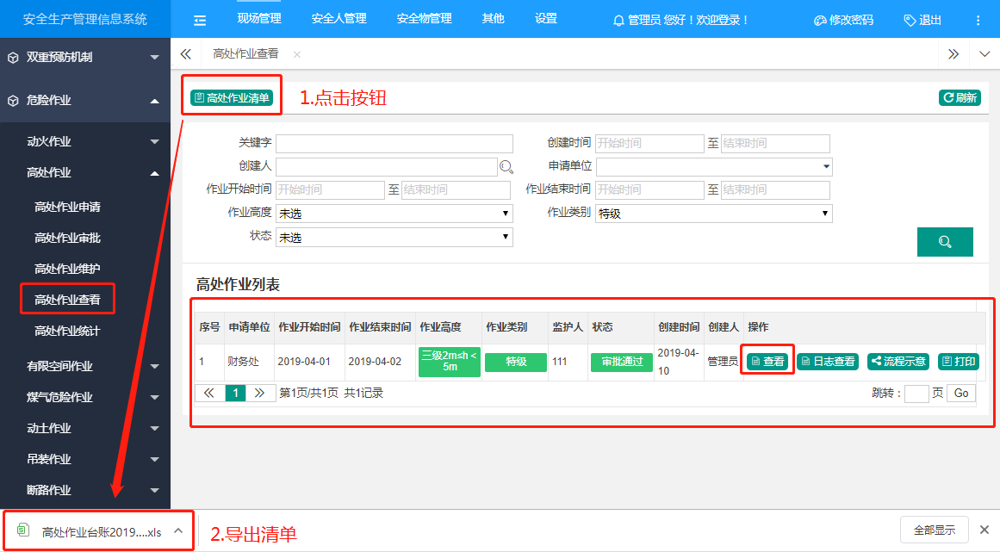 安全生产管理信息系统
现场管理 安全人管理 安全物管理 其他 设置
管理员 您好！欢迎登录！
修改密码 退出
双重预防机制
危险作业
动火作业
高处作业
高处作业申请
高处作业审批
高处作业维护
高处作业查看
高处作业统计
有限空间作业
煤气危险作业
动土作业
吊装作业
断路作业
高处作业查看
高处作业清单
1.点击按钮
刷新
关键字
创建时间 开始时间 至 结束时间
创建人
申请单位
作业开始时间 开始时间 至 结束时间
作业结束时间 开始时间 至 结束时间
作业高度 未选
作业类别 特级
状态 未选
高处作业列表
序号 申请单位 作业开始时间 作业结束时间 作业高度 作业类别 监护人 状态 创建时间 创建人 操作
1 财务处 2019-04-01 2019-04-02 三级2m≤h < 5m 特级 111 审批通过 2019-04-10 管理员 查看 日志查看 流程示意 打印
1 第1页/共1页 共1记录
跳转： 页 Go
高处作业台账2019....xls
2.导出清单
全部显示